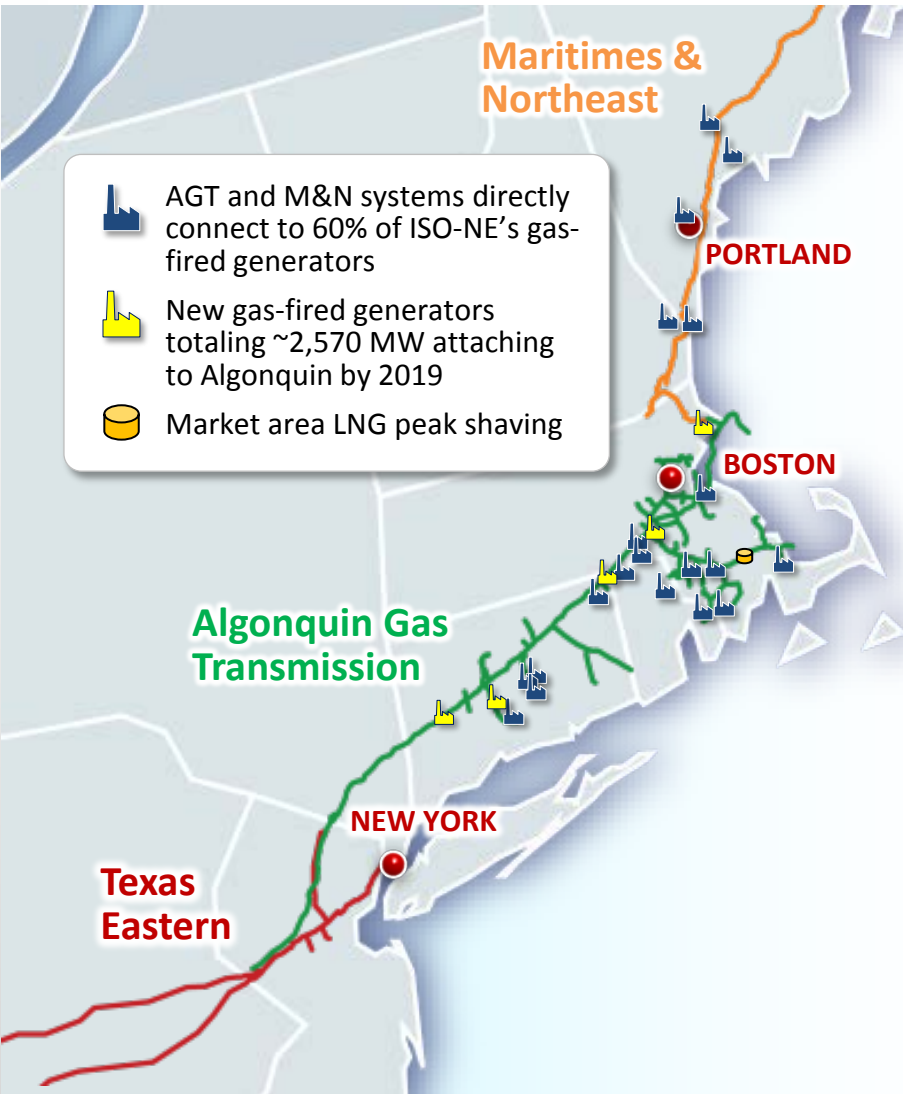 Maritimes &
Northeast
AGT and M&N systems directly
connect to 60% of ISO-NE's gas-
fired generators
New gas-fired generators
totaling ~2,570 MW attaching
to Algonquin by 2019
Market area LNG peak shaving
PORTLAND
BOSTON
Algonquin Gas
Transmission
NEW YORK
Texas
Eastern